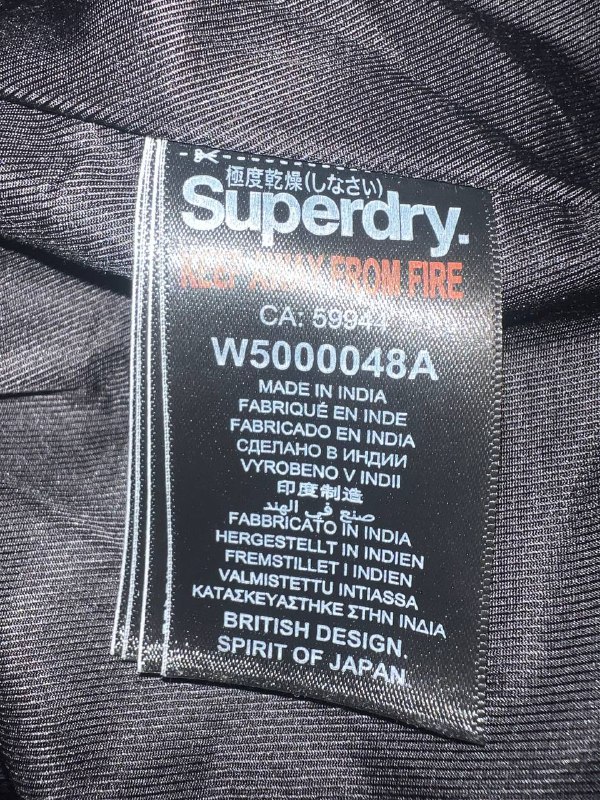 極度乾燥(しなさい)
Superdry.
KEEP AWAY FROM FIRE
CA: 59944
W5000048A
MADE IN INDIA
FABRIQUÉ EN INDE
FABRICADO EN INDIA
СДЕЛАНО В ИНДИИ
VYROBENO V INDII
印度制造
صنع في الهند
FABBRICATO IN INDIA
HERGESTELLT IN INDIEN
FREMSTILLET I INDIEN
VALMISTETTU INTIASSA
ΚΑΤΑΣΚΕΥΑΣΤΗΚΕ ΣΤΗΝ ΙΝΔΙΑ
BRITISH DESIGN.
SPIRIT OF JAPAN